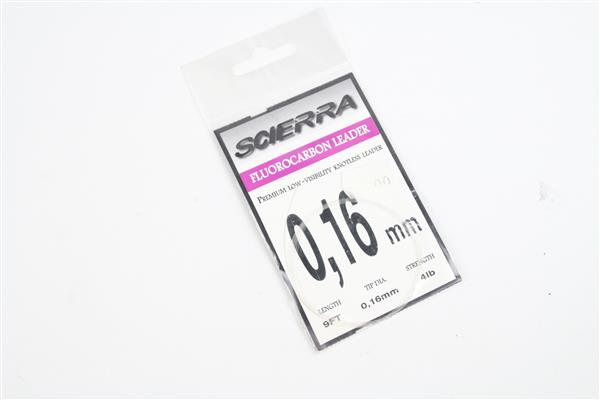 SCIERRA
FLUOROCARBON LEADER
PREMIUM LOW-VISIBILITY KNOTLESS LEADER
0,16 mm
LENGTH TIP DIA. STRENGTH
9FT 0,16mm 4lb